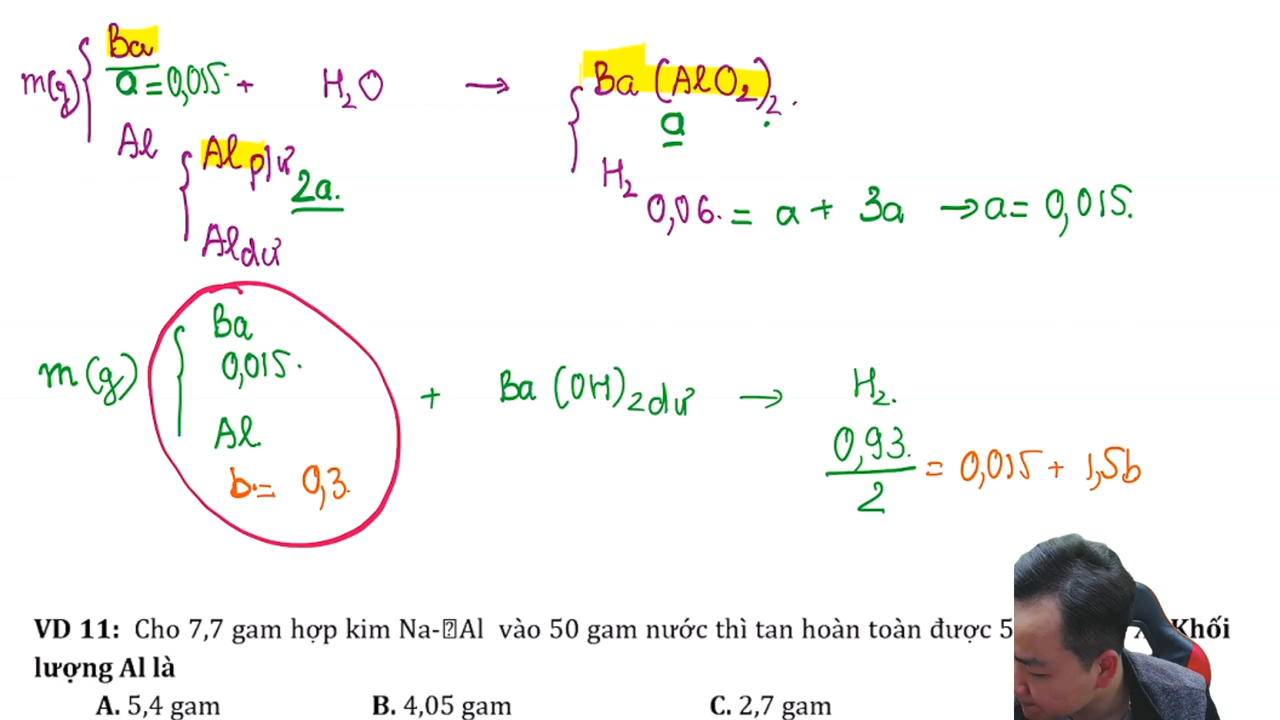 m(g) { Ba a = 0,015 + H₂O → { Ba(AlO₂)₂. a
Al { Al p/ư 2a.
H₂ 0,06. = a + 3a → a = 0,015.
Al dư
m(g) { Ba 0,015. Al b. = 0,3. + Ba(OH)₂ dư → H₂. 0,93./2 = 0,015 + 1,5b
VD 11: Cho 7,7 gam hợp kim Na-Al vào 50 gam nước thì tan hoàn toàn được 5 Khối
lượng Al là
A. 5,4 gam B. 4,05 gam C. 2,7 gam